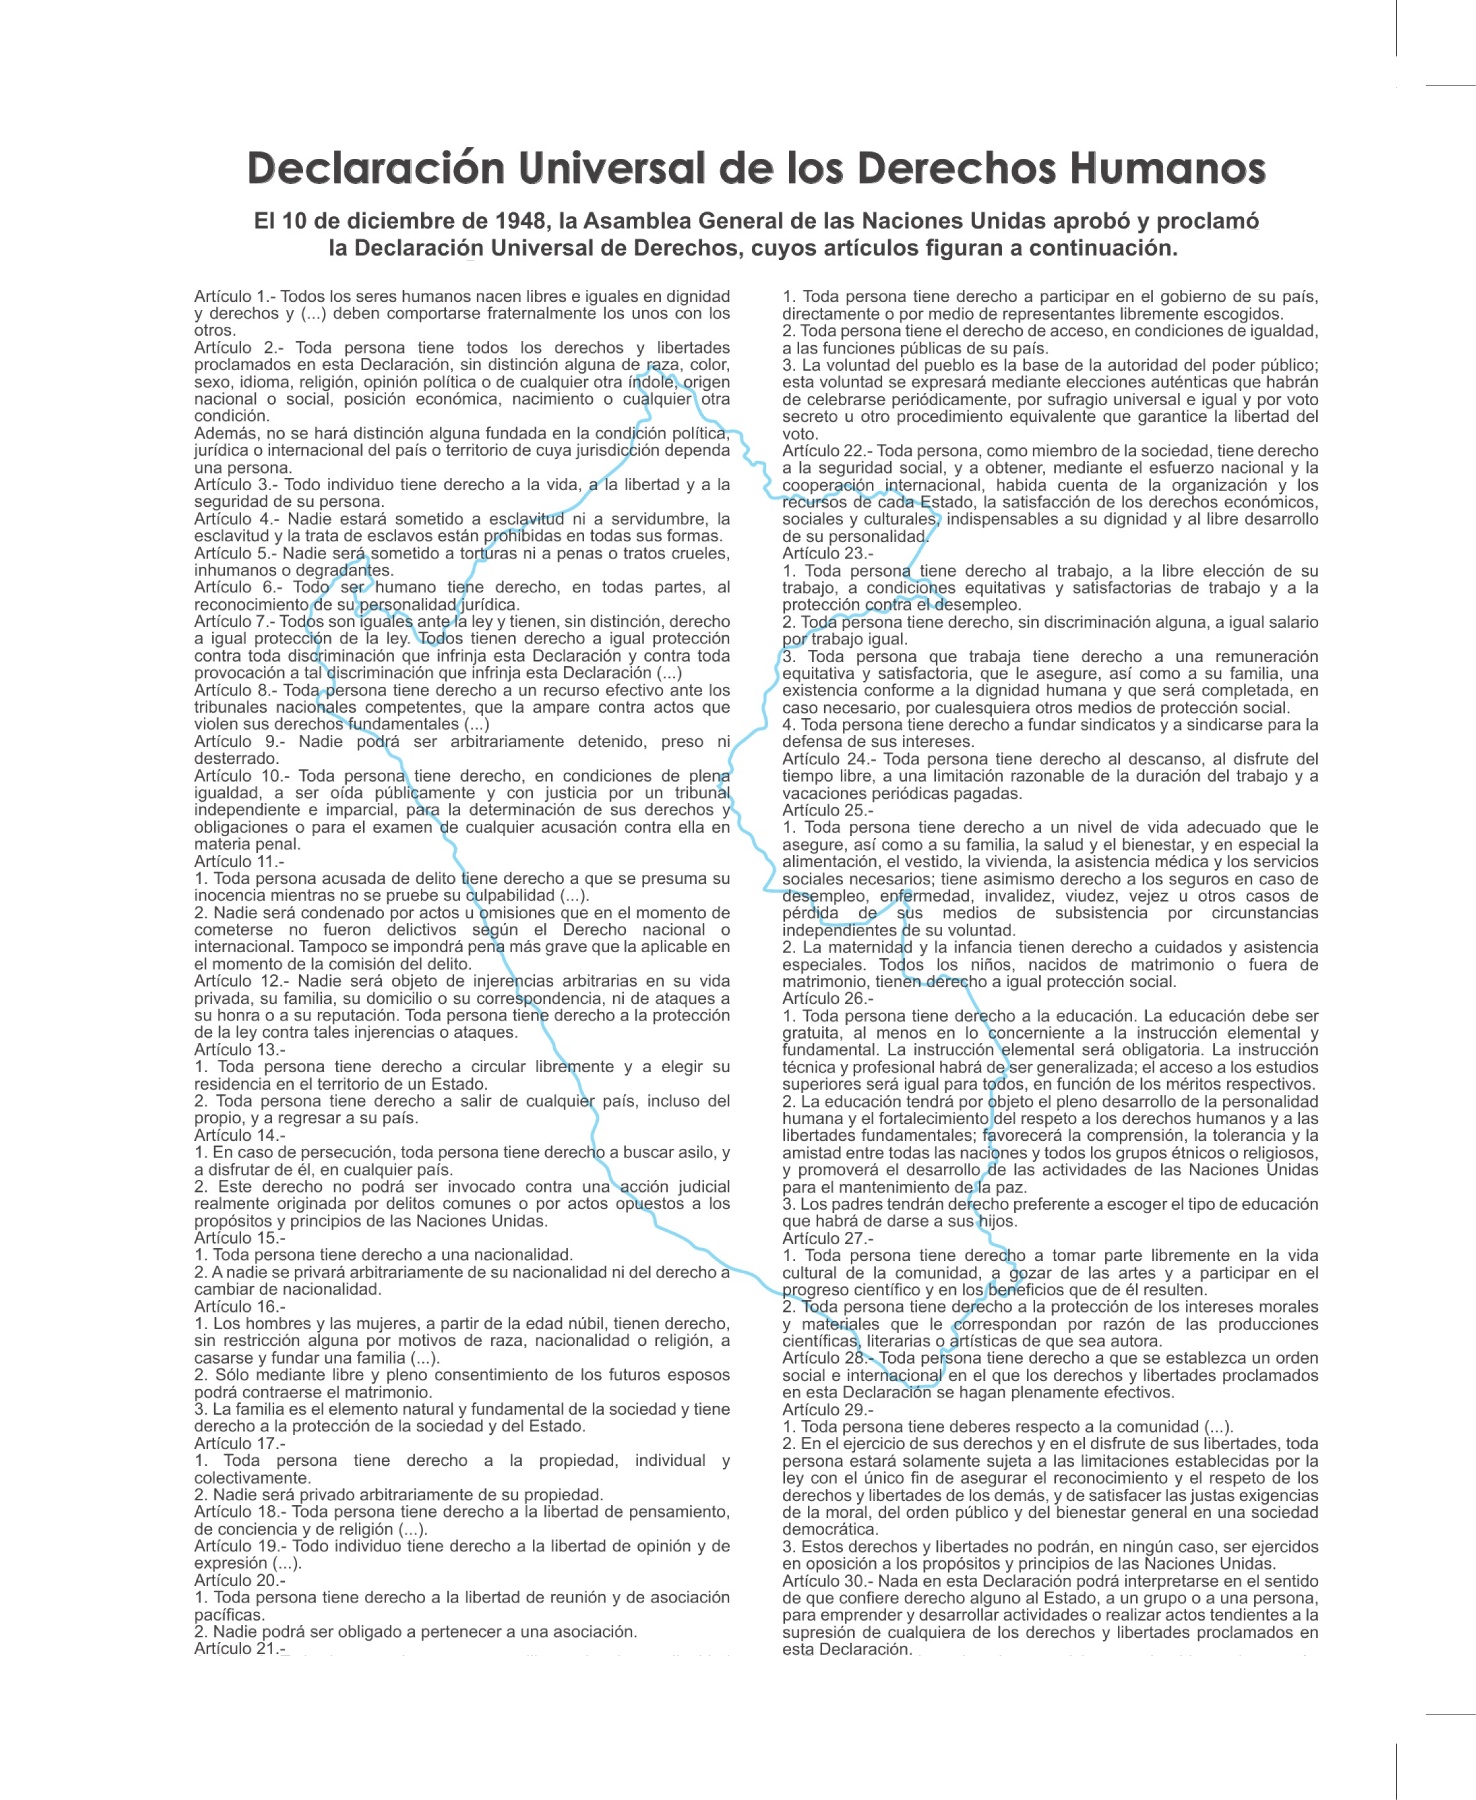 Declaración Universal de los Derechos Humanos
El 10 de diciembre de 1948, la Asamblea General de las Naciones Unidas aprobó y proclamó
la Declaración Universal de Derechos, cuyos artículos figuran a continuación.
Artículo 1.- Todos los seres humanos nacen libres e iguales en dignidad
y derechos y (...) deben comportarse fraternalmente los unos con los
otros.
Artículo 2.- Toda persona tiene todos los derechos y libertades
proclamados en esta Declaración, sin distinción alguna de raza, color,
sexo, idioma, religión, opinión política o de cualquier otra índole, origen
nacional o social, posición económica, nacimiento o cualquier otra
condición.
Además, no se hará distinción alguna fundada en la condición política,
jurídica o internacional del país o territorio de cuya jurisdicción dependa
una persona.
Artículo 3.- Todo individuo tiene derecho a la vida, a la libertad y a la
seguridad de su persona.
Artículo 4.- Nadie estará sometido a esclavitud ni a servidumbre, la
esclavitud y la trata de esclavos están prohibidas en todas sus formas.
Artículo 5.- Nadie será sometido a torturas ni a penas o tratos crueles,
inhumanos o degradantes.
Artículo 6.- Todo ser humano tiene derecho, en todas partes, al
reconocimiento de su personalidad jurídica.
Artículo 7.- Todos son iguales ante la ley y tienen, sin distinción, derecho
a igual protección de la ley. Todos tienen derecho a igual protección
contra toda discriminación que infrinja esta Declaración y contra toda
provocación a tal discriminación que infrinja esta Declaración (...)
Artículo 8.- Toda persona tiene derecho a un recurso efectivo ante los
tribunales nacionales competentes, que la ampare contra actos que
violen sus derechos fundamentales (...)
Artículo 9.- Nadie podrá ser arbitrariamente detenido, preso ni
desterrado.
Artículo 10.- Toda persona tiene derecho, en condiciones de plena
igualdad, a ser oída públicamente y con justicia por un tribunal
independiente e imparcial, para la determinación de sus derechos y
obligaciones o para el examen de cualquier acusación contra ella en
materia penal.
Artículo 11.-
1. Toda persona acusada de delito tiene derecho a que se presuma su
inocencia mientras no se pruebe su culpabilidad (...).
2. Nadie será condenado por actos u omisiones que en el momento de
cometerse no fueron delictivos según el Derecho nacional o
internacional. Tampoco se impondrá pena más grave que la aplicable en
el momento de la comisión del delito.
Artículo 12.- Nadie será objeto de injerencias arbitrarias en su vida
privada, su familia, su domicilio o su correspondencia, ni de ataques a
su honra o a su reputación. Toda persona tiene derecho a la protección
de la ley contra tales injerencias o ataques.
Artículo 13.-
1. Toda persona tiene derecho a circular libremente y a elegir su
residencia en el territorio de un Estado.
2. Toda persona tiene derecho a salir de cualquier país, incluso del
propio, y a regresar a su país.
Artículo 14.-
1. En caso de persecución, toda persona tiene derecho a buscar asilo, y
a disfrutar de él, en cualquier país.
2. Este derecho no podrá ser invocado contra una acción judicial
realmente originada por delitos comunes o por actos opuestos a los
propósitos y principios de las Naciones Unidas.
Artículo 15.-
1. Toda persona tiene derecho a una nacionalidad.
2. A nadie se privará arbitrariamente de su nacionalidad ni del derecho a
cambiar de nacionalidad.
Artículo 16.-
1. Los hombres y las mujeres, a partir de la edad núbil, tienen derecho,
sin restricción alguna por motivos de raza, nacionalidad o religión, a
casarse y fundar una familia (...).
2. Sólo mediante libre y pleno consentimiento de los futuros esposos
podrá contraerse el matrimonio.
3. La familia es el elemento natural y fundamental de la sociedad y tiene
derecho a la protección de la sociedad y del Estado.
Artículo 17.-
1. Toda persona tiene derecho a la propiedad, individual y
colectivamente.
2. Nadie será privado arbitrariamente de su propiedad.
Artículo 18.- Toda persona tiene derecho a la libertad de pensamiento,
de conciencia y de religión (...).
Artículo 19.- Todo individuo tiene derecho a la libertad de opinión y de
expresión (...).
Artículo 20.-
1. Toda persona tiene derecho a la libertad de reunión y de asociación
pacíficas.
2. Nadie podrá ser obligado a pertenecer a una asociación.
Artículo 21.-
1. Toda persona tiene derecho a participar en el gobierno de su país,
directamente o por medio de representantes libremente escogidos.
2. Toda persona tiene el derecho de acceso, en condiciones de igualdad,
a las funciones públicas de su país.
3. La voluntad del pueblo es la base de la autoridad del poder público;
esta voluntad se expresará mediante elecciones auténticas que habrán
de celebrarse periódicamente, por sufragio universal e igual y por voto
secreto u otro procedimiento equivalente que garantice la libertad del
voto.
Artículo 22.- Toda persona, como miembro de la sociedad, tiene derecho
a la seguridad social, y a obtener, mediante el esfuerzo nacional y la
cooperación internacional, habida cuenta de la organización y los
recursos de cada Estado, la satisfacción de los derechos económicos,
sociales y culturales, indispensables a su dignidad y al libre desarrollo
de su personalidad.
Artículo 23.-
1. Toda persona tiene derecho al trabajo, a la libre elección de su
trabajo, a condiciones equitativas y satisfactorias de trabajo y a la
protección contra el desempleo.
2. Toda persona tiene derecho, sin discriminación alguna, a igual salario
por trabajo igual.
3. Toda persona que trabaja tiene derecho a una remuneración
equitativa y satisfactoria, que le asegure, así como a su familia, una
existencia conforme a la dignidad humana y que será completada, en
caso necesario, por cualesquiera otros medios de protección social.
4. Toda persona tiene derecho a fundar sindicatos y a sindicarse para la
defensa de sus intereses.
Artículo 24.- Toda persona tiene derecho al descanso, al disfrute del
tiempo libre, a una limitación razonable de la duración del trabajo y a
vacaciones periódicas pagadas.
Artículo 25.-
1. Toda persona tiene derecho a un nivel de vida adecuado que le
asegure, así como a su familia, la salud y el bienestar, y en especial la
alimentación, el vestido, la vivienda, la asistencia médica y los servicios
sociales necesarios; tiene asimismo derecho a los seguros en caso de
desempleo, enfermedad, invalidez, viudez, vejez u otros casos de
pérdida de sus medios de subsistencia por circunstancias
independientes de su voluntad.
2. La maternidad y la infancia tienen derecho a cuidados y asistencia
especiales. Todos los niños, nacidos de matrimonio o fuera de
matrimonio, tienen derecho a igual protección social.
Artículo 26.-
1. Toda persona tiene derecho a la educación. La educación debe ser
gratuita, al menos en lo concerniente a la instrucción elemental y
fundamental. La instrucción elemental será obligatoria. La instrucción
técnica y profesional habrá de ser generalizada; el acceso a los estudios
superiores será igual para todos, en función de los méritos respectivos.
2. La educación tendrá por objeto el pleno desarrollo de la personalidad
humana y el fortalecimiento del respeto a los derechos humanos y a las
libertades fundamentales; favorecerá la comprensión, la tolerancia y la
amistad entre todas las naciones y todos los grupos étnicos o religiosos,
y promoverá el desarrollo de las actividades de las Naciones Unidas
para el mantenimiento de la paz.
3. Los padres tendrán derecho preferente a escoger el tipo de educación
que habrá de darse a sus hijos.
Artículo 27.-
1. Toda persona tiene derecho a tomar parte libremente en la vida
cultural de la comunidad, a gozar de las artes y a participar en el
progreso científico y en los beneficios que de él resulten.
2. Toda persona tiene derecho a la protección de los intereses morales
y materiales que le correspondan por razón de las producciones
científicas, literarias o artísticas de que sea autora.
Artículo 28.- Toda persona tiene derecho a que se establezca un orden
social e internacional en el que los derechos y libertades proclamados
en esta Declaración se hagan plenamente efectivos.
Artículo 29.-
1. Toda persona tiene deberes respecto a la comunidad (...).
2. En el ejercicio de sus derechos y en el disfrute de sus libertades, toda
persona estará solamente sujeta a las limitaciones establecidas por la
ley con el único fin de asegurar el reconocimiento y el respeto de los
derechos y libertades de los demás, y de satisfacer las justas exigencias
de la moral, del orden público y del bienestar general en una sociedad
democrática.
3. Estos derechos y libertades no podrán, en ningún caso, ser ejercidos
en oposición a los propósitos y principios de las Naciones Unidas.
Artículo 30.- Nada en esta Declaración podrá interpretarse en el sentido
de que confiere derecho alguno al Estado, a un grupo o a una persona,
para emprender y desarrollar actividades o realizar actos tendientes a la
supresión de cualquiera de los derechos y libertades proclamados en
esta Declaración.